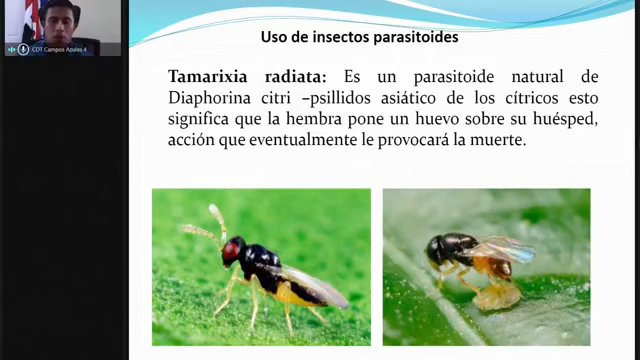 CDT Campos Azules 4
Uso de insectos parasitoides
Tamarixia radiata: Es un parasitoide natural de
Diaphorina citri –psillidos asiático de los cítricos esto
significa que la hembra pone un huevo sobre su huésped,
acción que eventualmente le provocará la muerte.